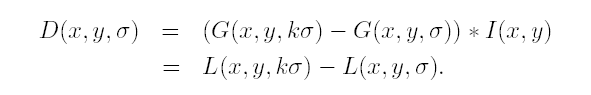 D(x, y, σ) = (G(x, y, kσ) − G(x, y, σ)) ∗ I(x, y)
= L(x, y, kσ) − L(x, y, σ).